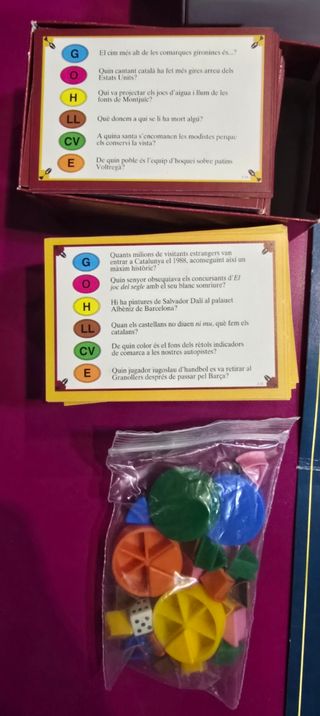 G El cim més alt de les comarques gironines és...?
O Quin cantant català ha fet més gires arreu dels
Estats Units?
H Qui va projectar els jocs d'aigua i llum de les
fonts de Montjuïc?
LL Què donem a qui se li ha mort algú?
CV A quina santa s'encomanen les modistes perquè
els conservi la vista?
E De quin poble és l'equip d'hoquei sobre patins
Voltregà?
G Quants milions de visitants estrangers van
entrar a Catalunya el 1988, aconseguint així un
màxim històric?
O Quin senyor obsequiava els concursants d'El
joc del segle amb el seu blanc somriure?
H Hi ha pintures de Salvador Dalí al palauet
Albéniz de Barcelona?
LL Quan els castellans no diuen ni mu, què fem els
catalans?
CV De quin color és el fons dels rètols indicadors
de comarca a les nostres autopistes?
E Quin jugador iugoslau d'handbol es va retirar al
Granollers després de passar pel Barça?